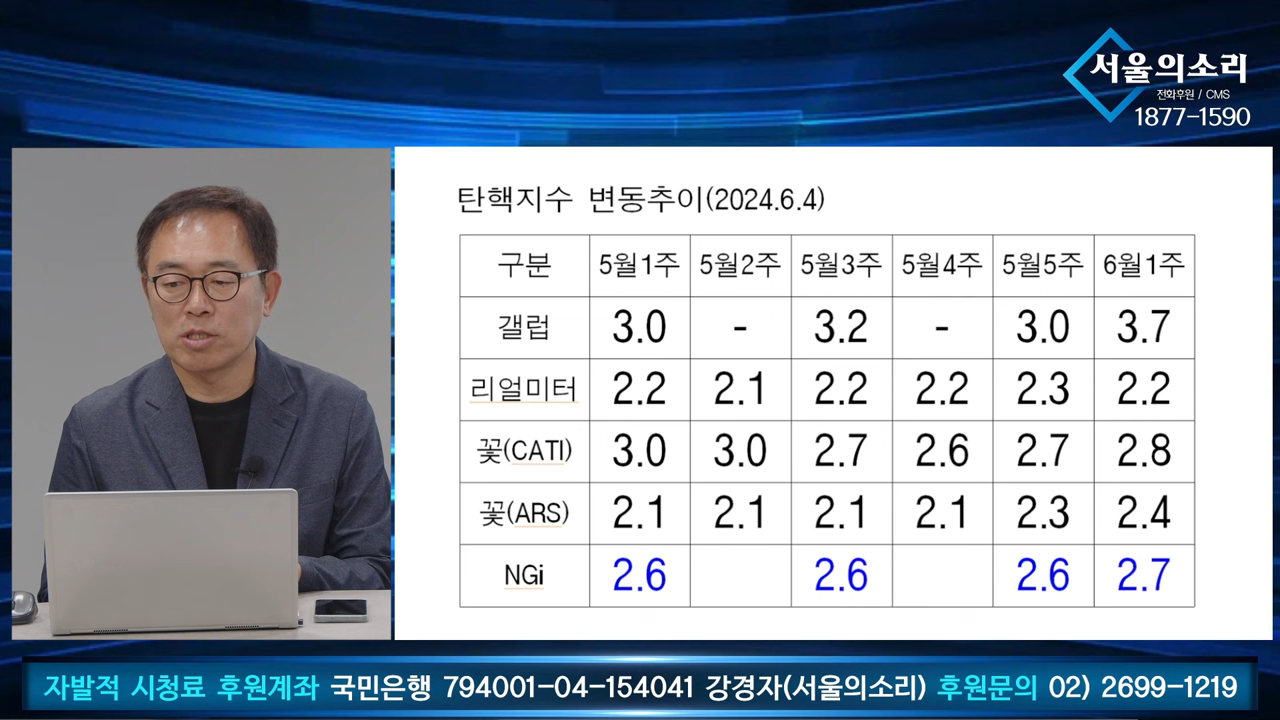 서울의소리
전화후원 / CMS
1877-1590
탄핵지수 변동추이(2024.6.4)
구분 5월1주 5월2주 5월3주 5월4주 5월5주 6월1주
갤럽 3.0 - 3.2 - 3.0 3.7
리얼미터 2.2 2.1 2.2 2.2 2.3 2.2
꽃(CATI) 3.0 3.0 2.7 2.6 2.7 2.8
꽃(ARS) 2.1 2.1 2.1 2.1 2.3 2.4
NGi 2.6 2.6 2.6 2.7
자발적 시청료 후원계좌 국민은행 794001-04-154041 강경자(서울의소리) 후원문의 02) 2699-1219